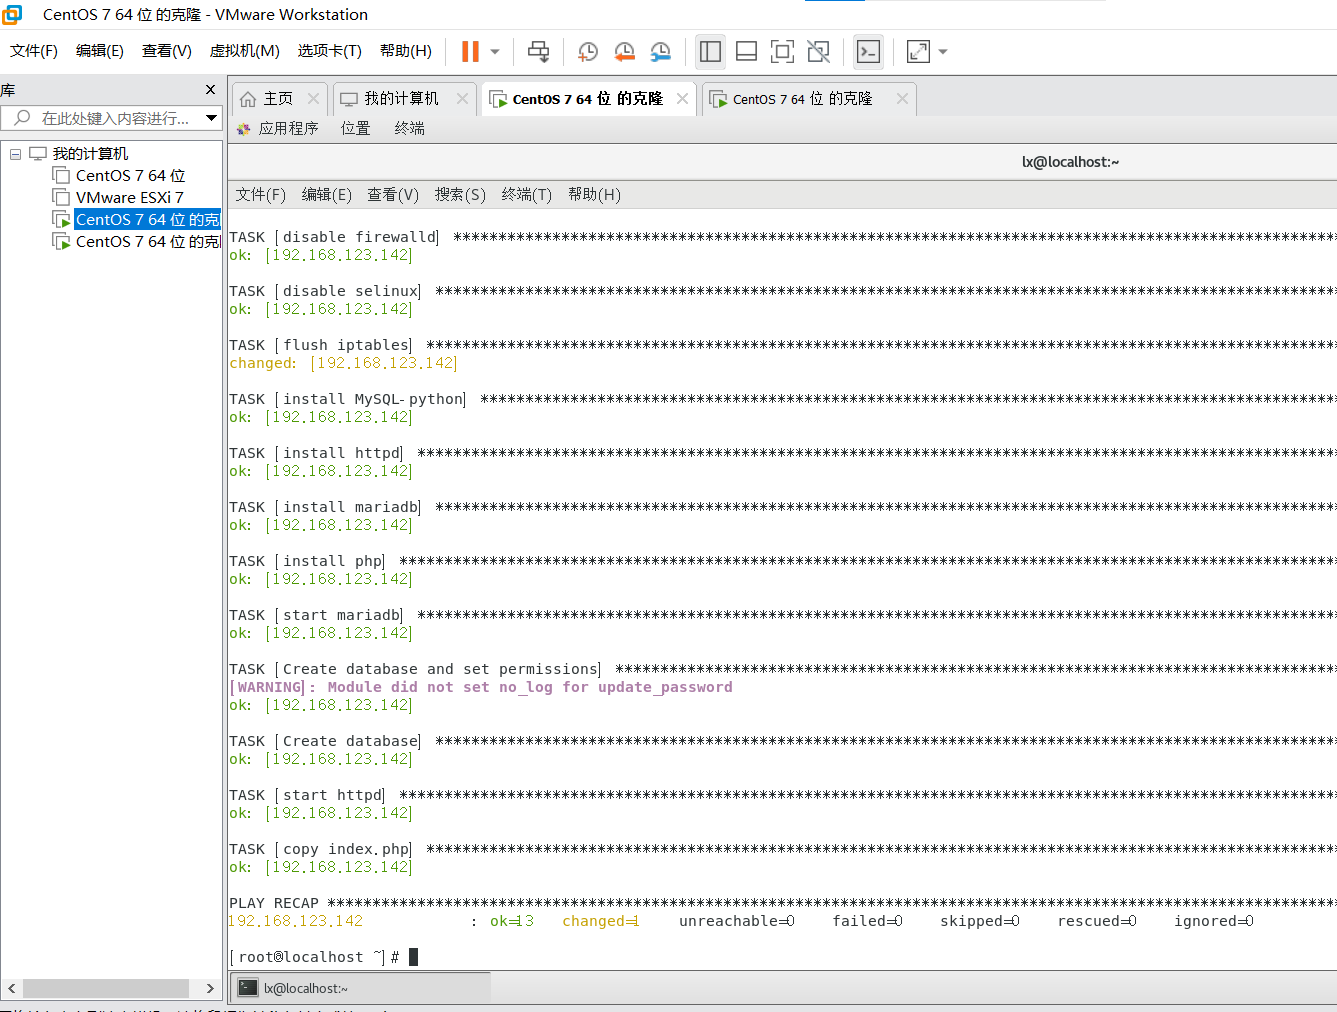 CentOS 7 64 位 的克隆 - VMware Workstation
文件(F) 编辑(E) 查看(V) 虚拟机(M) 选项卡(T) 帮助(H)
库
在此处键入内容进行...
我的计算机
CentOS 7 64 位
VMware ESXi 7
CentOS 7 64 位 的克
CentOS 7 64 位 的克
主页 我的计算机 CentOS 7 64 位 的克隆 CentOS 7 64 位 的克隆
应用程序 位置 终端
lx@localhost:~
文件(F) 编辑(E) 查看(V) 搜索(S) 终端(T) 帮助(H)
TASK [disable firewalld] ****************************************************************************************************
ok: [192.168.123.142]
TASK [disable selinux] ******************************************************************************************************
ok: [192.168.123.142]
TASK [flush iptables] *******************************************************************************************************
changed: [192.168.123.142]
TASK [install MySQL-python] *************************************************************************************************
ok: [192.168.123.142]
TASK [install httpd] ********************************************************************************************************
ok: [192.168.123.142]
TASK [install mariadb] ******************************************************************************************************
ok: [192.168.123.142]
TASK [install php] **********************************************************************************************************
ok: [192.168.123.142]
TASK [start mariadb] ********************************************************************************************************
ok: [192.168.123.142]
TASK [Create database and set permissions] **********************************************************************************
[WARNING]: Module did not set no_log for update_password
ok: [192.168.123.142]
TASK [Create database] ******************************************************************************************************
ok: [192.168.123.142]
TASK [start httpd] **********************************************************************************************************
ok: [192.168.123.142]
TASK [copy index.php] *******************************************************************************************************
ok: [192.168.123.142]
PLAY RECAP ******************************************************************************************************************
192.168.123.142 : ok=13 changed=1 unreachable=0 failed=0 skipped=0 rescued=0 ignored=0
[root@localhost ~]#
lx@localhost:~